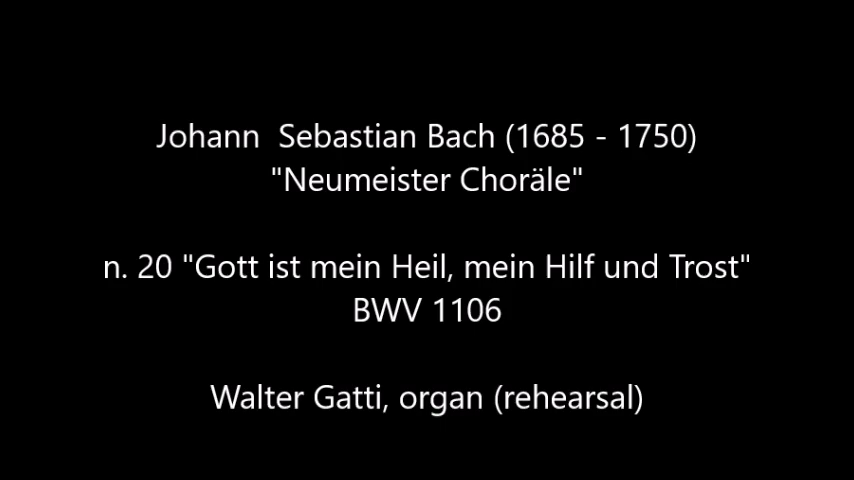 Johann  Sebastian Bach (1685 - 1750)
"Neumeister Choräle"
n. 20 "Gott ist mein Heil, mein Hilf und Trost"
BWV 1106
Walter Gatti, organ (rehearsal)